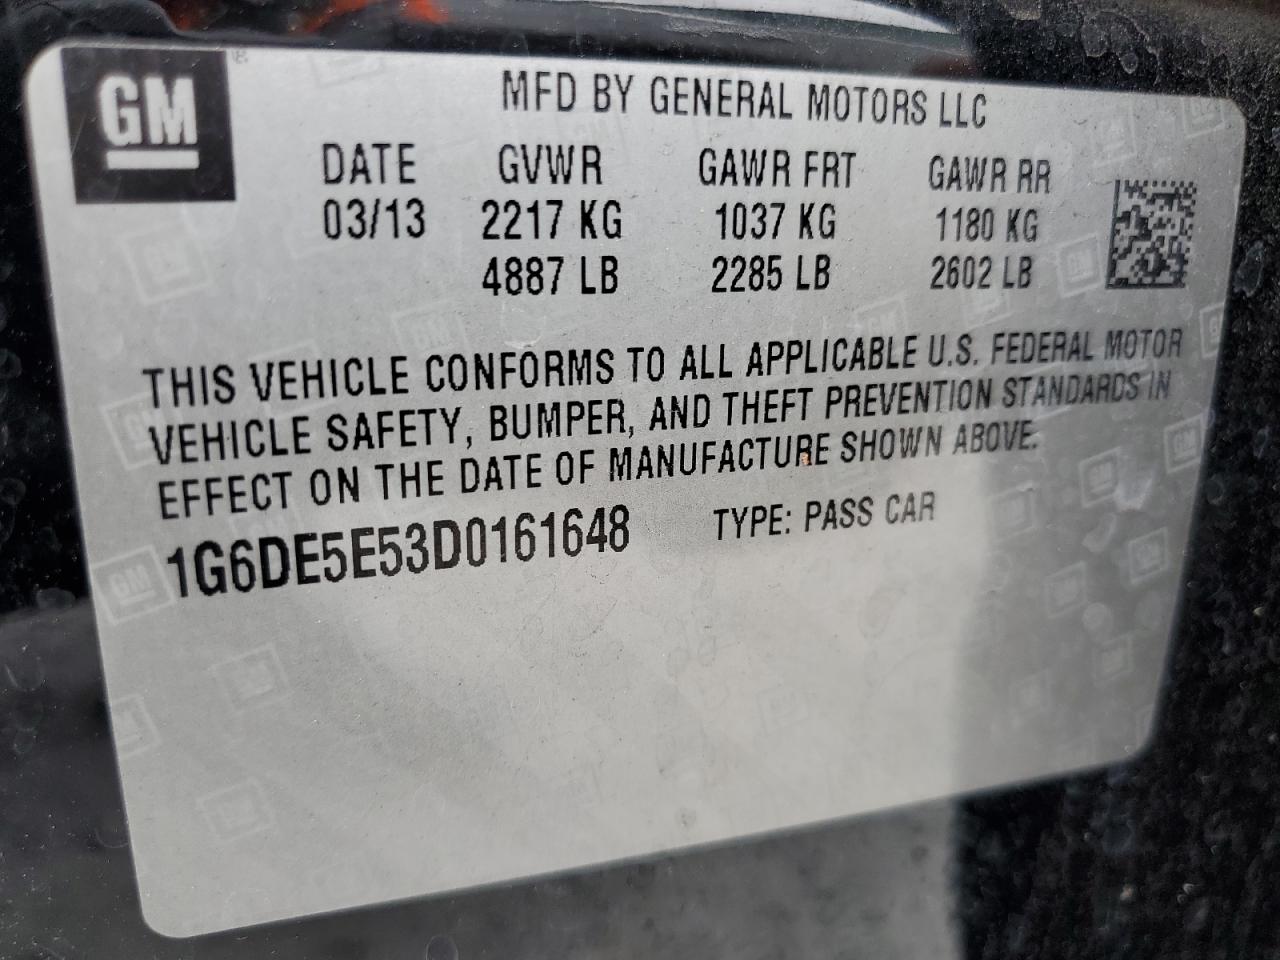 GM
MFD BY GENERAL MOTORS LLC
DATE GVWR GAWR FRT GAWR RR
03/13 2217 KG 1037 KG 1180 KG
4887 LB 2285 LB 2602 LB
THIS VEHICLE CONFORMS TO ALL APPLICABLE U.S. FEDERAL MOTOR
VEHICLE SAFETY, BUMPER, AND THEFT PREVENTION STANDARDS IN
EFFECT ON THE DATE OF MANUFACTURE SHOWN ABOVE.
1G6DE5E53D0161648 TYPE: PASS CAR